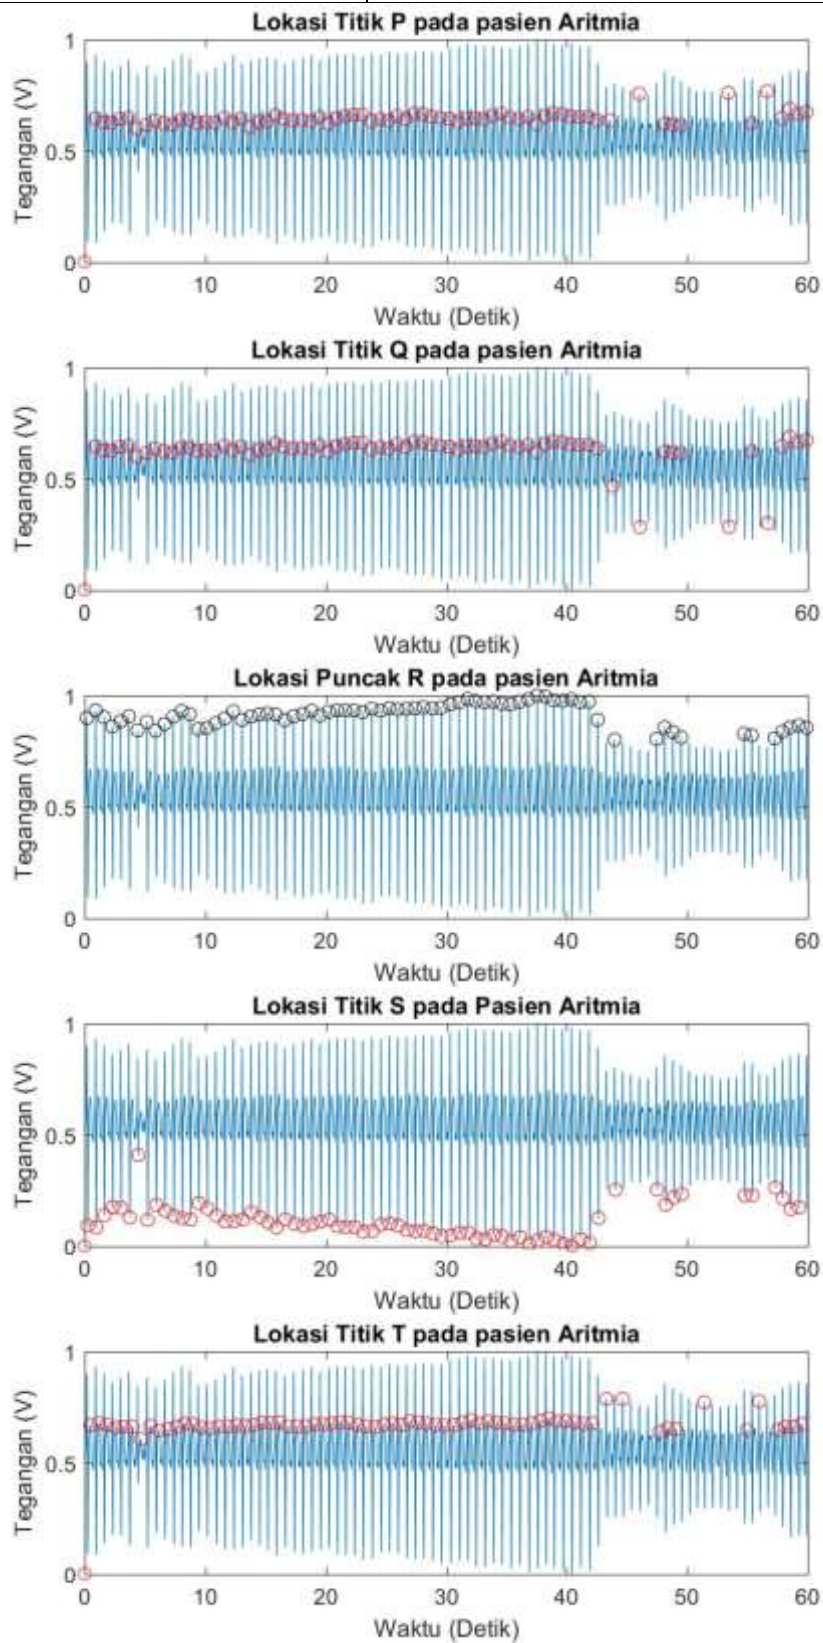 Lokasi Titik P pada pasien Aritmia
1
0.5
0
Tegangan (V)
0 10 20 30 40 50 60
Waktu (Detik)
Lokasi Titik Q pada pasien Aritmia
1
0.5
0
Tegangan (V)
0 10 20 30 40 50 60
Waktu (Detik)
Lokasi Puncak R pada pasien Aritmia
1
0.5
0
Tegangan (V)
0 10 20 30 40 50 60
Waktu (Detik)
Lokasi Titik S pada Pasien Aritmia
1
0.5
0
Tegangan (V)
0 10 20 30 40 50 60
Waktu (Detik)
Lokasi Titik T pada pasien Aritmia
1
0.5
0
Tegangan (V)
0 10 20 30 40 50 60
Waktu (Detik)